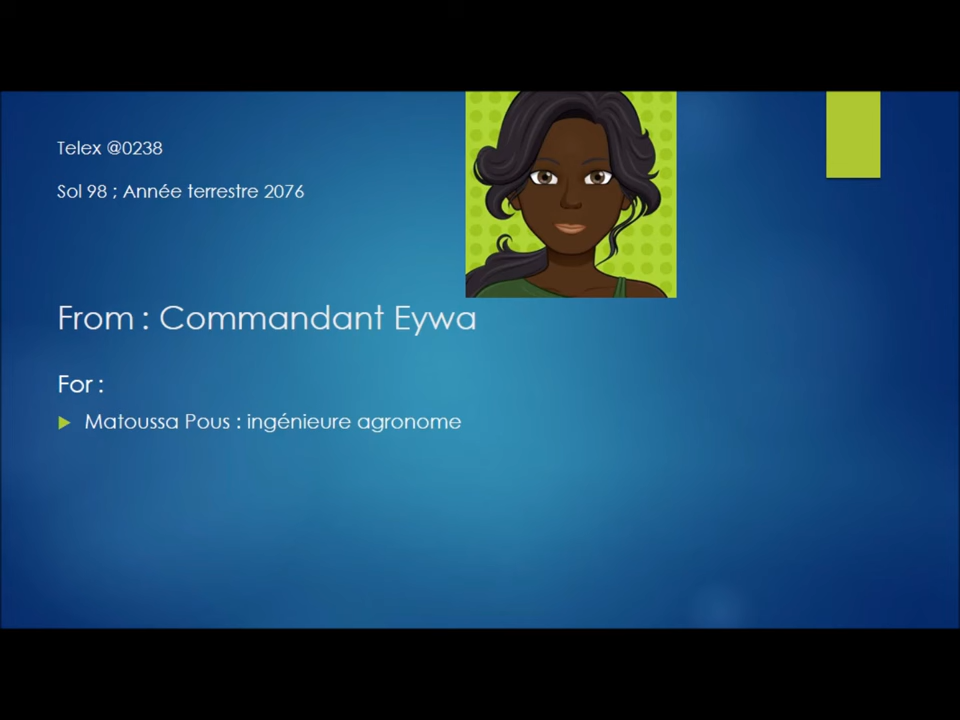 Telex @0238
Sol 98 ; Année terrestre 2076
From : Commandant Eywa
For :
Matoussa Pous : ingénieure agronome